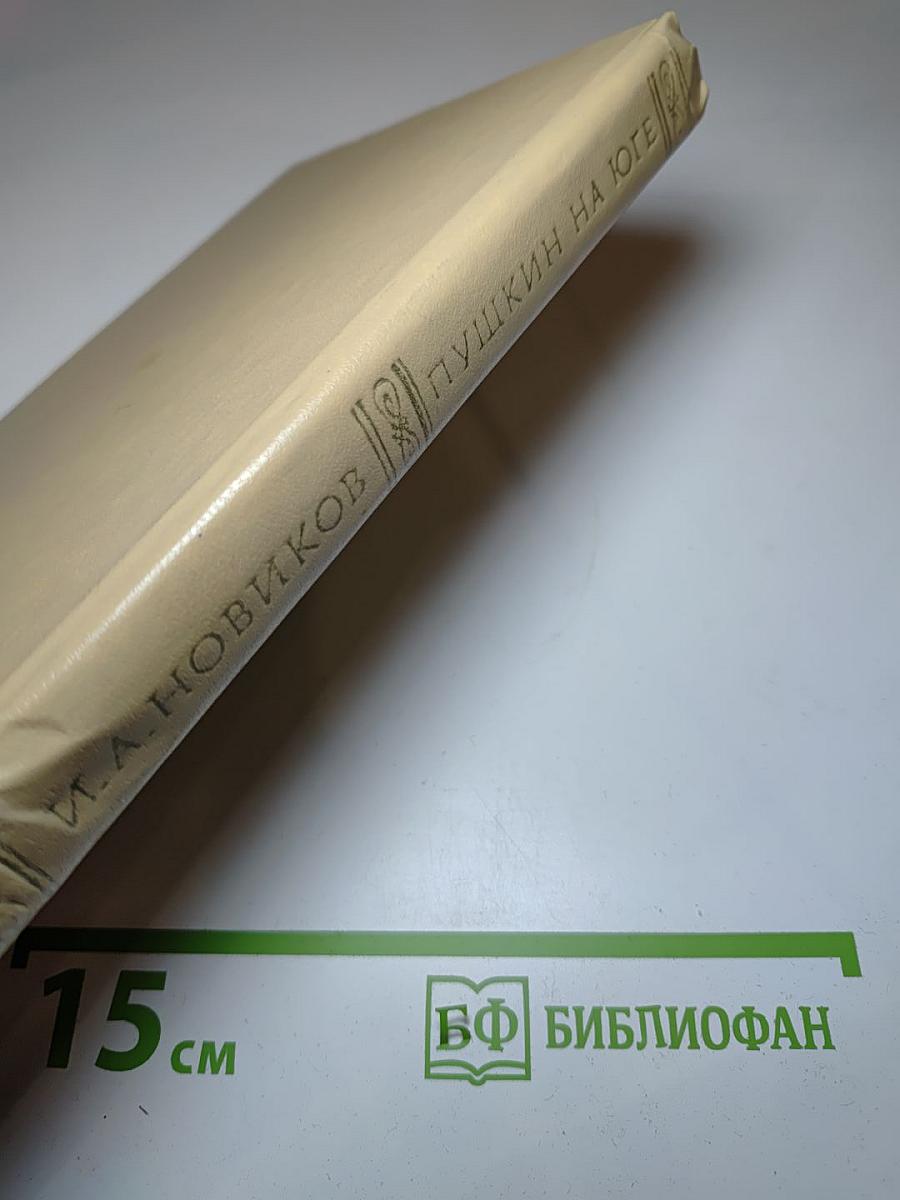 И. А. НОВИКОВ ПУШКИН НА ЮГЕ
15 см
БФ БИБЛИОФАН